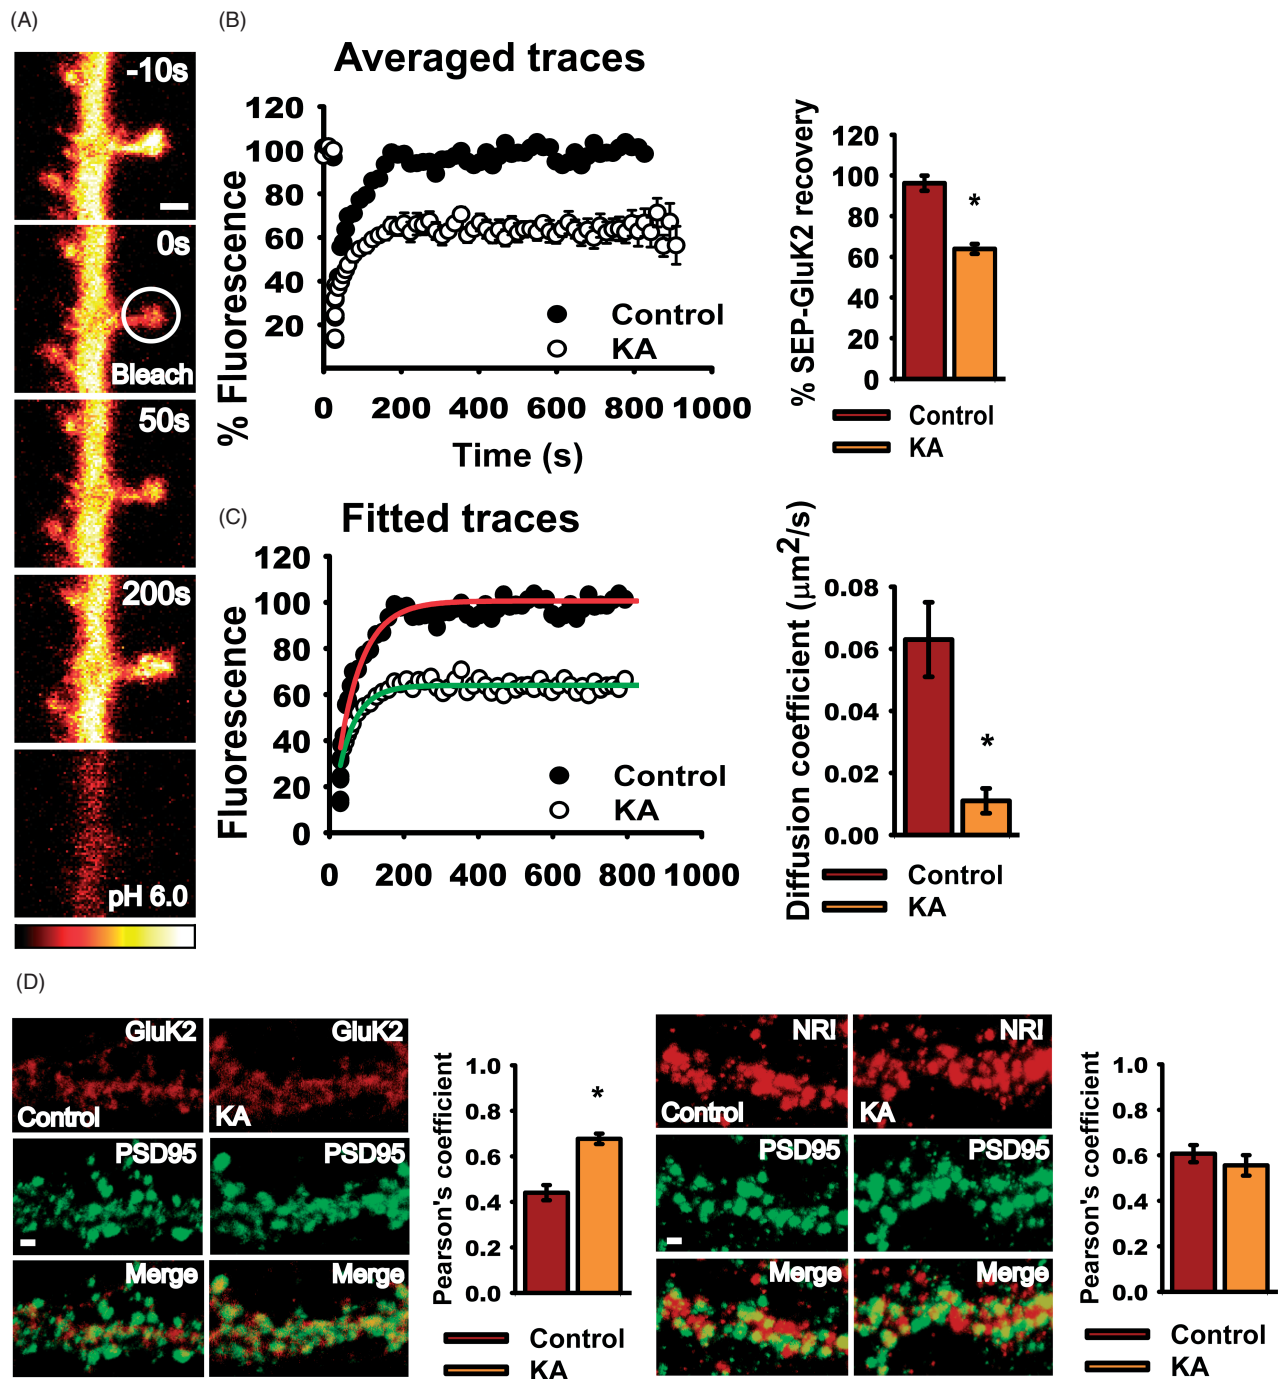 (A)
-10s
0s
Bleach
50s
200s
pH 6.0
(B)
Averaged traces
% Fluorescence
120
100
80
60
40
20
0 200 400 600 800 1000
Time (s)
Control
KA
% SEP-GluK2 recovery
120
100
80
60
40
20
0
*
Control
KA
(C)
Fitted traces
Fluorescence
120
100
80
60
40
20
0
0 200 400 600 800 1000
Control
KA
Diffusion coefficient (µm²/s)
0.08
0.06
0.04
0.02
0.00
*
Control
KA
(D)
GluK2
Control
PSD95
Merge
GluK2
KA
PSD95
Merge
Pearson's coefficient
1.0
0.8
0.6
0.4
0.2
0.0
*
Control
KA
NRI
Control
PSD95
Merge
NRI
KA
PSD95
Merge
Pearson's coefficient
1.0
0.8
0.6
0.4
0.2
0.0
Control
KA